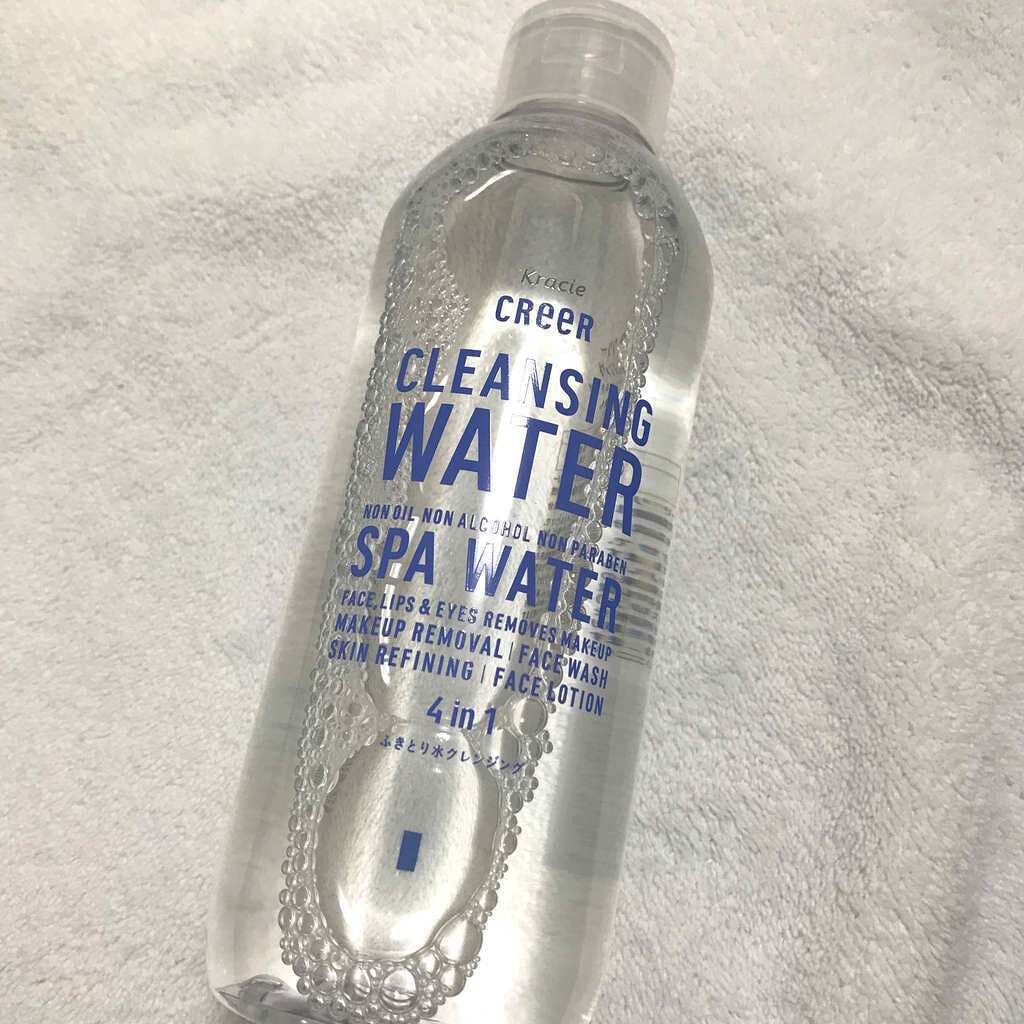 Kracie
CReeR
CLEANSING
WATER
NON OIL NON ALCOHOL NON PARABEN
SPA WATER
FACE, LIPS & EYES REMOVES MAKEUP
MAKEUP REMOVAL | FACE WASH
SKIN REFINING | FACE LOTION
4 in 1
ふきとり水クレンジング